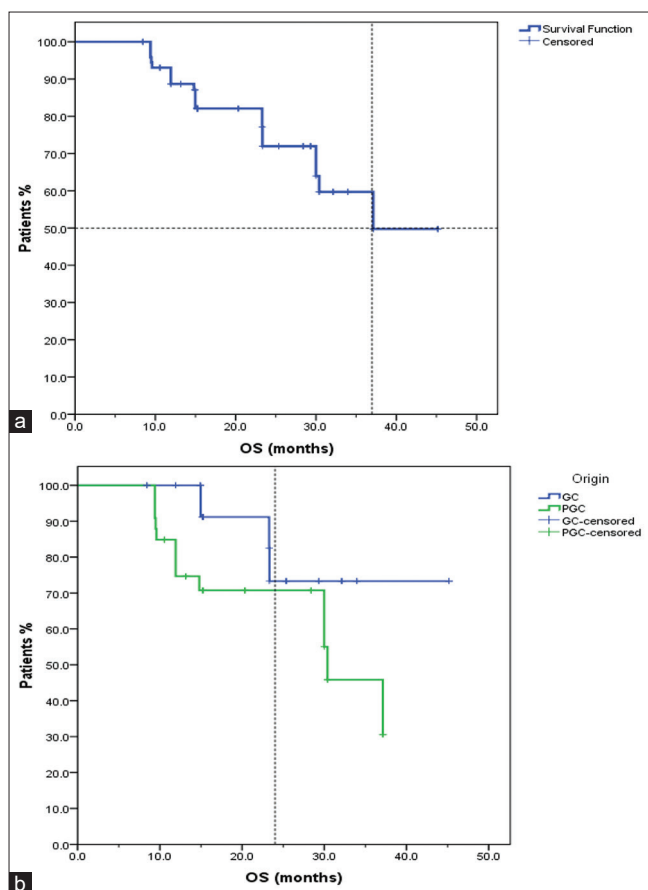 Survival Function
Censored
100.0
90.0
80.0
70.0
60.0
50.0
40.0
30.0
20.0
10.0
0.0
Patients %
0.0 10.0 20.0 30.0 40.0 50.0
OS (months)
a
Origin
GC
PGC
GC-censored
PGC-censored
100.0
90.0
80.0
70.0
60.0
50.0
40.0
30.0
20.0
10.0
0.0
Patients %
0.0 10.0 20.0 30.0 40.0 50.0
OS (months)
b